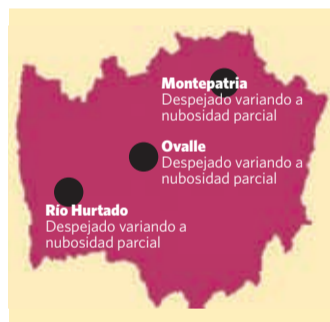 Montepatria
Despejado variando a
nubosidad parcial
Ovalle
Despejado variando a
nubosidad parcial
Río Hurtado
Despejado variando a
nubosidad parcial